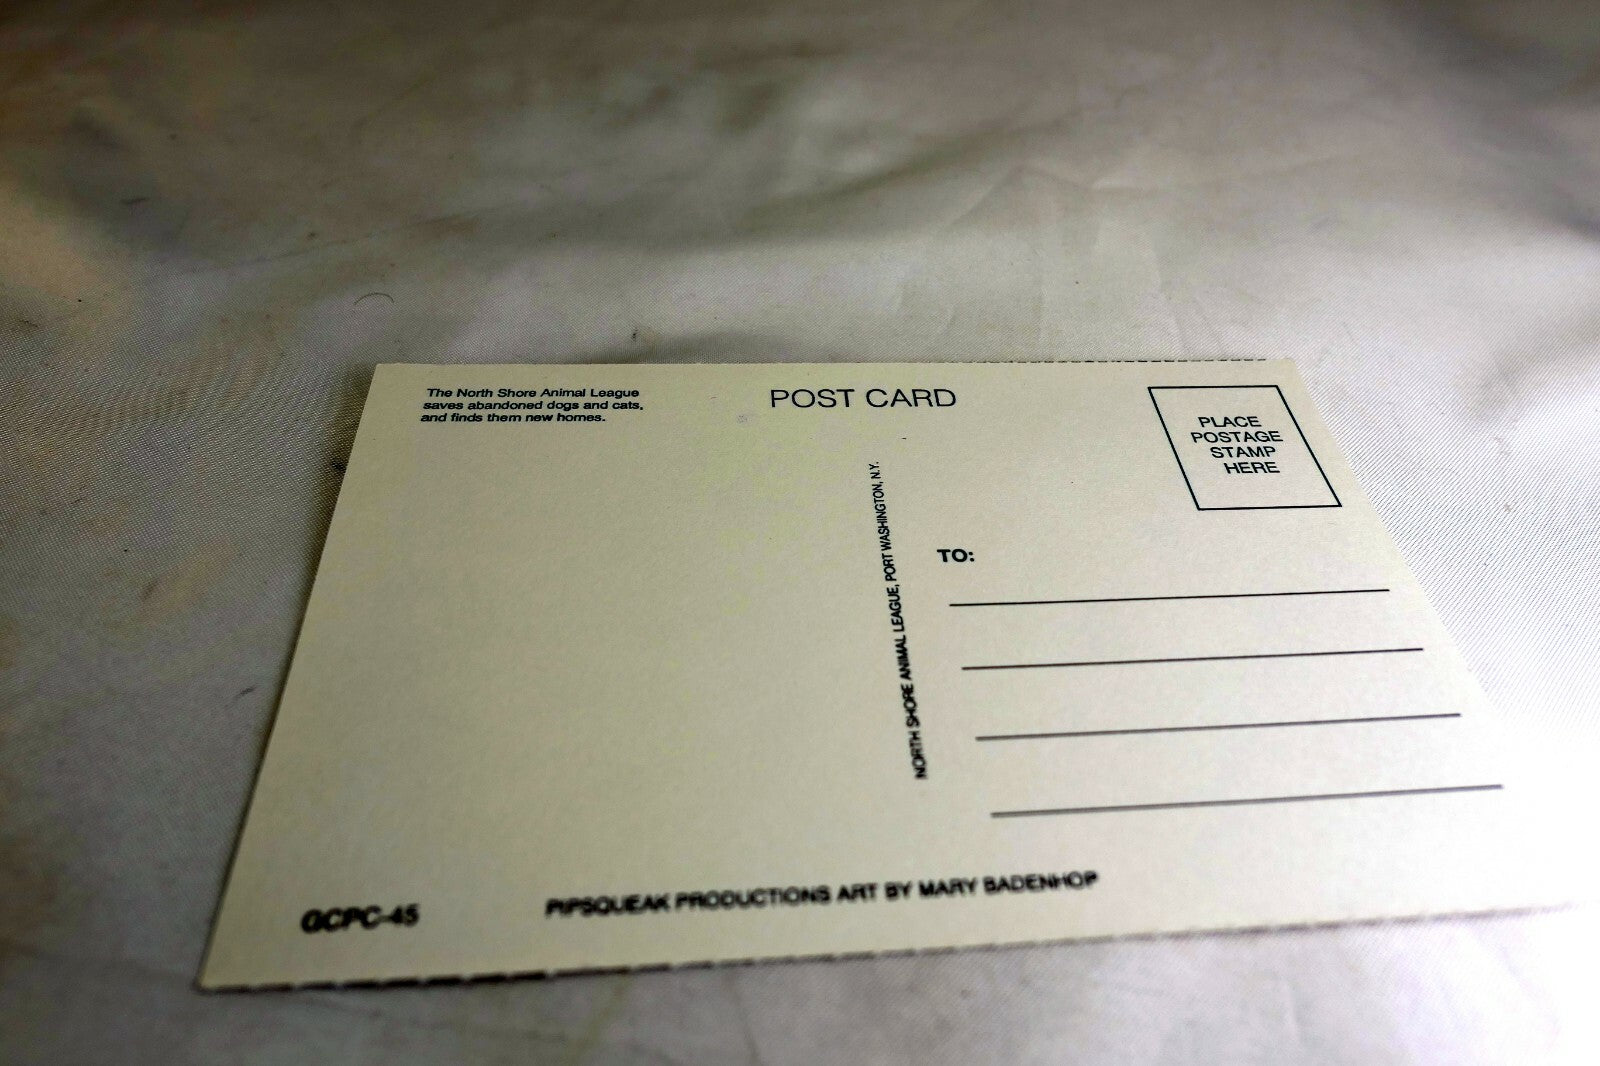 The North Shore Animal League
saves abandoned dogs and cats,
and finds them new homes.
POST CARD
PLACE
POSTAGE
STAMP
HERE
NORTH SHORE ANIMAL LEAGUE, PORT WASHINGTON, N.Y.
TO:
GCPC-45
PIPSQUEAK PRODUCTIONS ART BY MARY BADENHOP